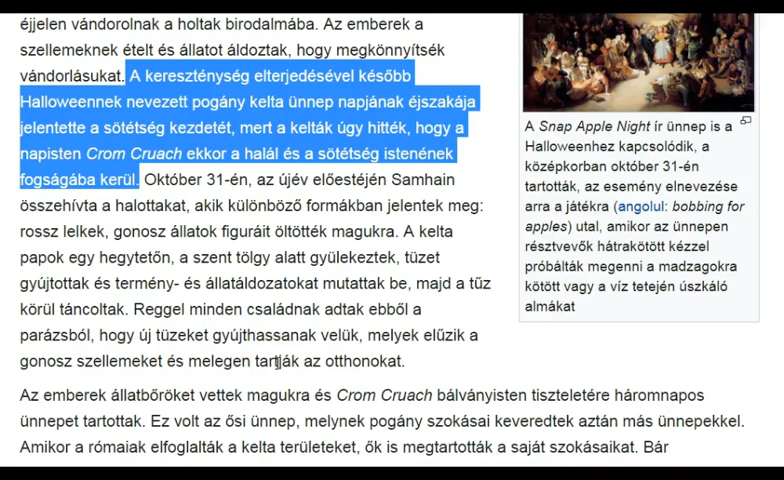 éjjelen vándorolnak a holtak birodalmába. Az emberek a
szellemeknek ételt és állatot áldoztak, hogy megkönnyítsék
vándorlásukat. A kereszténység elterjedésével később
Halloweennek nevezett pogány kelta ünnep napjának éjszakája
jelentette a sötétség kezdetét, mert a kelták úgy hitték, hogy a
napisten Crom Cruach ekkor a halál és a sötétség istenének
fogságába kerül. Október 31-én, az újév előestéjén Samhain
összehívta a halottakat, akik különböző formákban jelentek meg:
rossz lelkek, gonosz állatok figuráit öltötték magukra. A kelta
papok egy hegytetőn, a szent tölgy alatt gyülekeztek, tüzet
gyújtottak és termény- és állatáldozatokat mutattak be, majd a tűz
körül táncoltak. Reggel minden családnak adtak ebből a
parázsból, hogy új tüzeket gyújthassanak velük, melyek elűzik a
gonosz szellemeket és melegen tartják az otthonokat.
Az emberek állatbőröket vettek magukra és Crom Cruach bálványisten tiszteletére háromnapos
ünnepet tartottak. Ez volt az ősi ünnep, melynek pogány szokásai keveredtek aztán más ünnepekkel.
Amikor a rómaiak elfoglalták a kelta területeket, ők is megtartották a saját szokásaikat. Bár
A Snap Apple Night ír ünnep is a
Halloweenhez kapcsolódik, a
középkorban október 31-én
tartották, az esemény elnevezése
arra a játékra (angolul: bobbing for
apples) utal, amikor az ünnepen
résztvevők hátrakötött kézzel
próbálták megenni a madzagokra
kötött vagy a víz tetején úszkáló
almákat